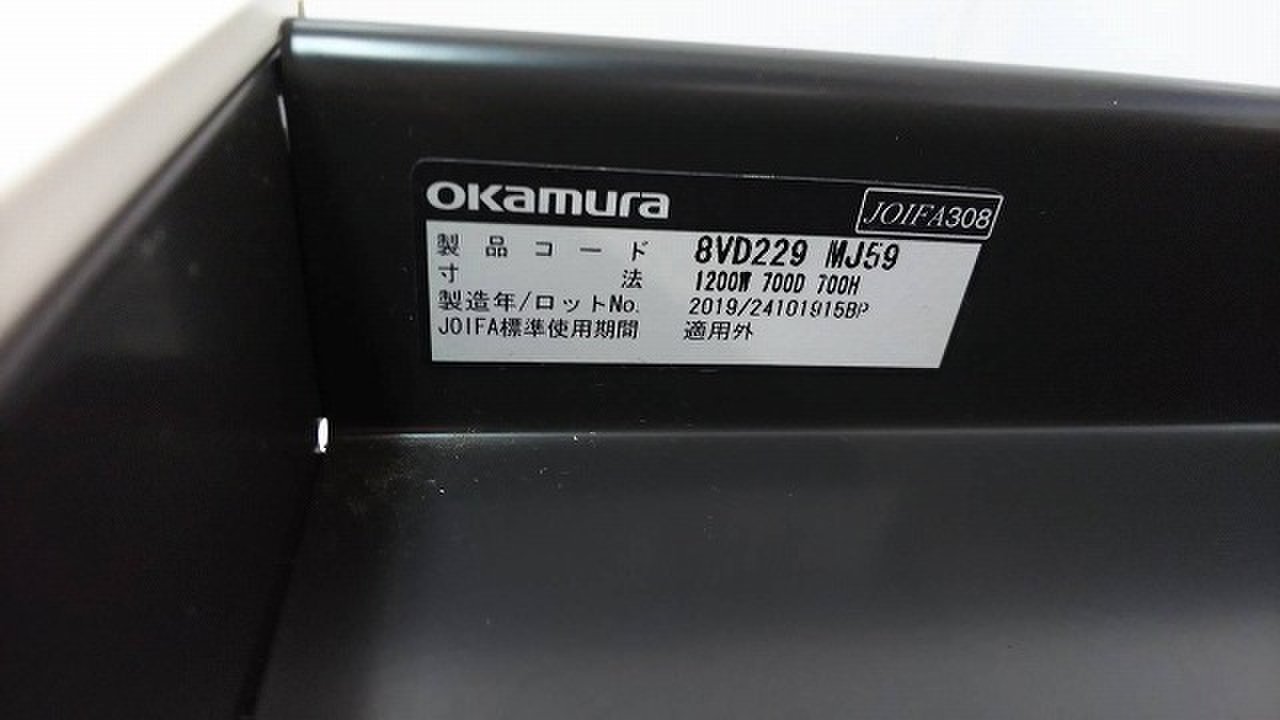 OKamura
JOIFA308
製品コード 8VD229 MJ59
寸法 1200W 700D 700H
製造年/ロットNo. 2019/24101915BP
JOIFA標準使用期間 適用外